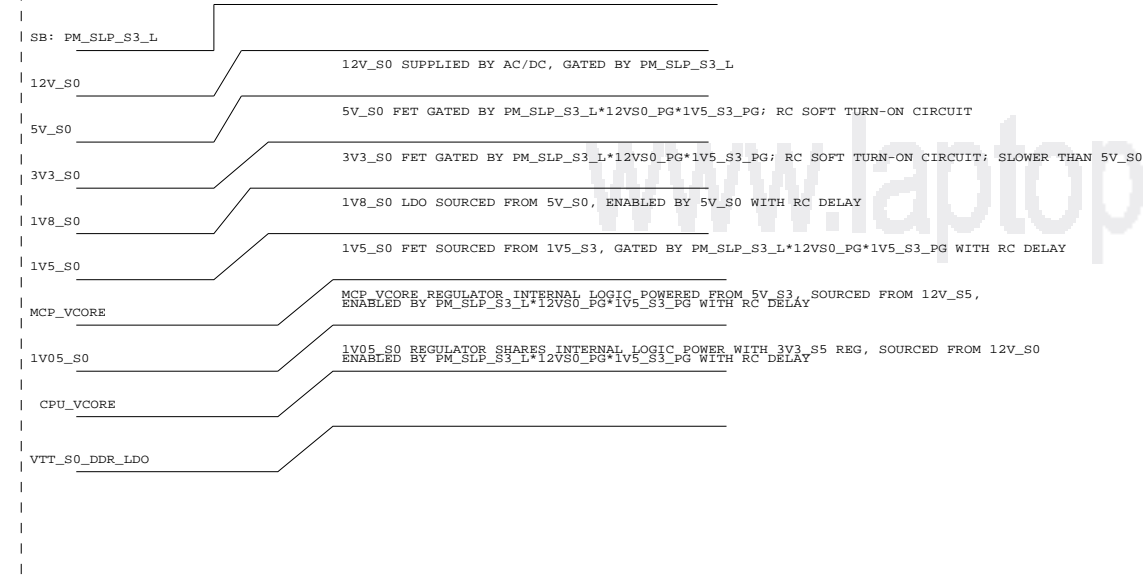 SB: PM_SLP_S3_L
12V_S0 SUPPLIED BY AC/DC, GATED BY PM_SLP_S3_L
12V_S0
5V_S0 FET GATED BY PM_SLP_S3_L*12VS0_PG*1V5_S3_PG; RC SOFT TURN-ON CIRCUIT
5V_S0
3V3_S0 FET GATED BY PM_SLP_S3_L*12VS0_PG*1V5_S3_PG; RC SOFT TURN-ON CIRCUIT; SLOWER THAN 5V_S0
3V3_S0
1V8_S0 LDO SOURCED FROM 5V_S0, ENABLED BY 5V_S0 WITH RC DELAY
1V8_S0
1V5_S0 FET SOURCED FROM 1V5_S3, GATED BY PM_SLP_S3_L*12VS0_PG*1V5_S3_PG WITH RC DELAY
1V5_S0
MCP_VCORE REGULATOR INTERNAL LOGIC POWERED FROM 5V_S3, SOURCED FROM 12V_S5,
ENABLED BY PM_SLP_S3_L*12VS0_PG*1V5_S3_PG WITH RC DELAY
MCP_VCORE
1V05_S0 REGULATOR SHARES INTERNAL LOGIC POWER WITH 3V3_S5 REG, SOURCED FROM 12V_S0
ENABLED BY PM_SLP_S3_L*12VS0_PG*1V5_S3_PG WITH RC DELAY
1V05_S0
CPU_VCORE
VTT_S0_DDR_LDO
www.laptop